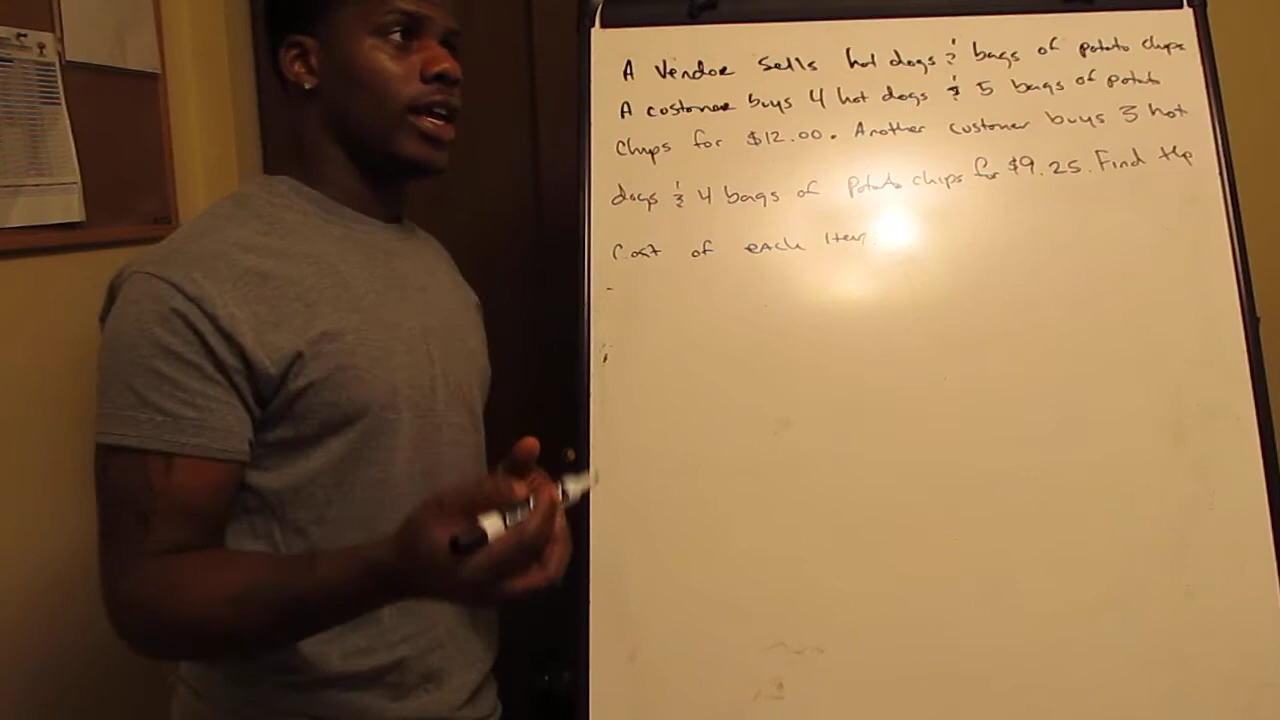 A Vendor sells hot dogs & bags of potato chips
A costomer buys 4 hot dogs & 5 bags of potato
chips for $12.00. Another customer buys 3 hot
dogs & 4 bags of Potato chips for $9.25. Find the
Cost of each Item.